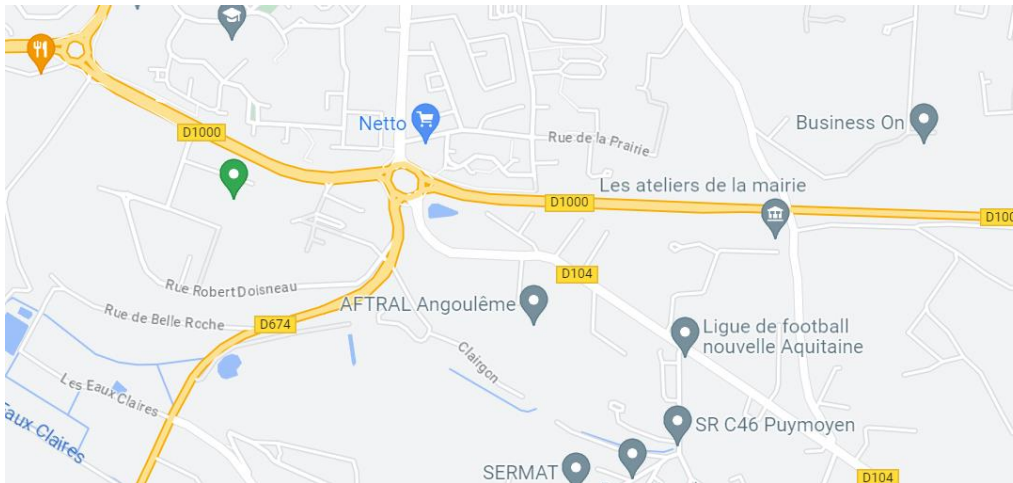 D1000
Netto
Rue de la Prairie
Business On
Les ateliers de la mairie
D1000
D100
D104
Rue Robert Doisneau
AFTRAL Angoulême
Rue de Belle Roche
D674
Ligue de football
nouvelle Aquitaine
Clairgon
Les Eaux Claires
Eaux Claires
SR C46 Puymoyen
SERMAT
D104